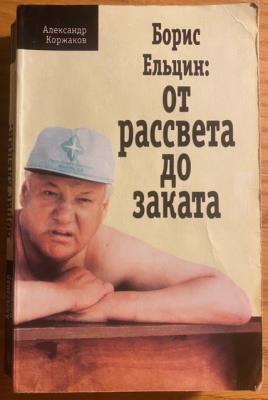 Александр
Коржаков
Борис
Ельцин:
от
рассвета
до
заката